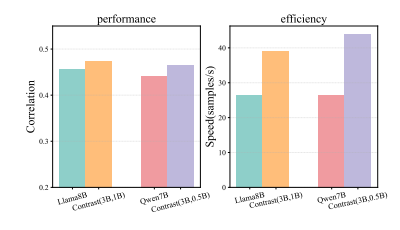 performance
Correlation
0.5
0.4
0.3
0.2
Llama8B
Contrast(3B,1B)
Qwen7B
Contrast(3B,0.5B)
efficiency
Speed(samples/s)
40
30
20
10
0
Llama8B
Contrast(3B,1B)
Qwen7B
Contrast(3B,0.5B)